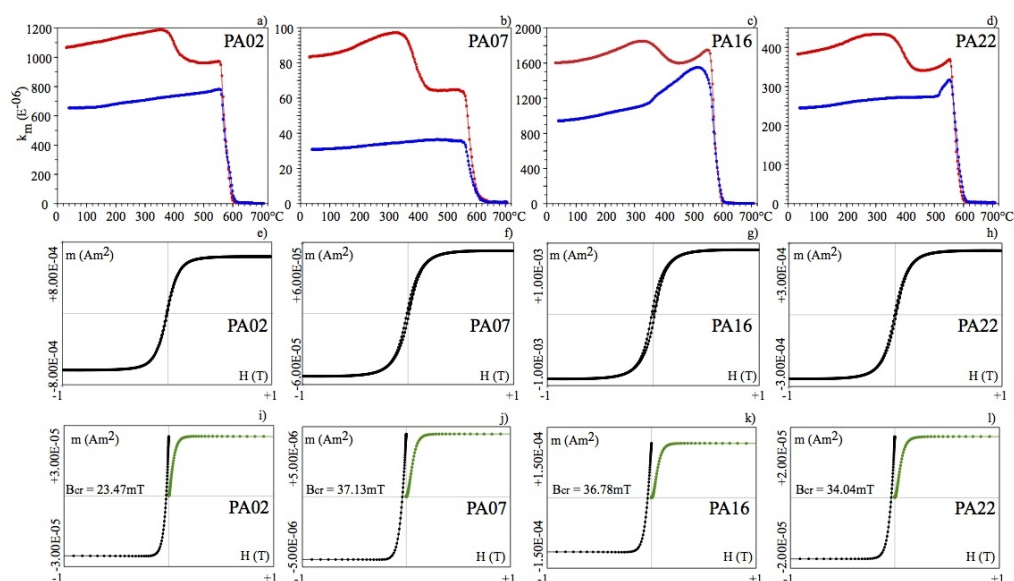 a)
b)
c)
d)
PA02
PA07
PA16
PA22
km (E-06)
1200
1000
800
600
400
200
0
100
80
60
40
20
0
2000
1600
1200
800
400
0
400
300
200
100
0
0 100 200 300 400 500 600 700°C
0 100 200 300 400 500 600 700°C
0 100 200 300 400 500 600 700°C
0 100 200 300 400 500 600 700°C
e)
f)
g)
h)
m (Am2)
m (Am2)
m (Am2)
m (Am2)
+8.00E-04
-8.00E-04
+6.00E-05
-6.00E-05
+1.00E-03
-1.00E-03
+3.00E-04
-3.00E-04
PA02
PA07
PA16
PA22
H (T)
H (T)
H (T)
H (T)
-1 +1
-1 +1
-1 +1
-1 +1
i)
j)
k)
l)
m (Am2)
m (Am2)
m (Am2)
m (Am2)
+3.00E-05
-3.00E-05
+5.00E-06
-5.00E-06
+1.50E-04
-1.50E-04
+2.00E-05
-2.00E-05
Bcr = 23.47mT
Bcr = 37.13mT
Bcr = 36.78mT
Bcr = 34.04mT
PA02
PA07
PA16
PA22
H (T)
H (T)
H (T)
H (T)
-1 +1
-1 +1
-1 +1
-1 +1